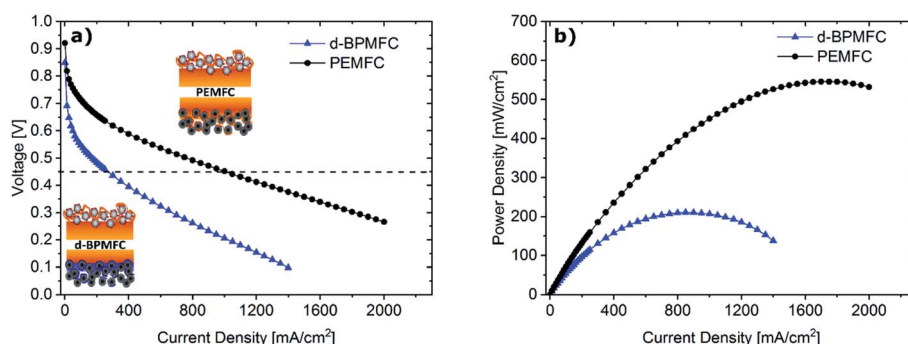 a)
d-BPMFC
PEMFC
PEMFC
d-BPMFC
Voltage [V]
1.0
0.9
0.8
0.7
0.6
0.5
0.4
0.3
0.2
0.1
0.0
0
400
800
1200
1600
2000
Current Density [mA/cm²]
b)
d-BPMFC
PEMFC
Power Density [mW/cm²]
700
600
500
400
300
200
100
0
0
400
800
1200
1600
2000
Current Density [mA/cm²]